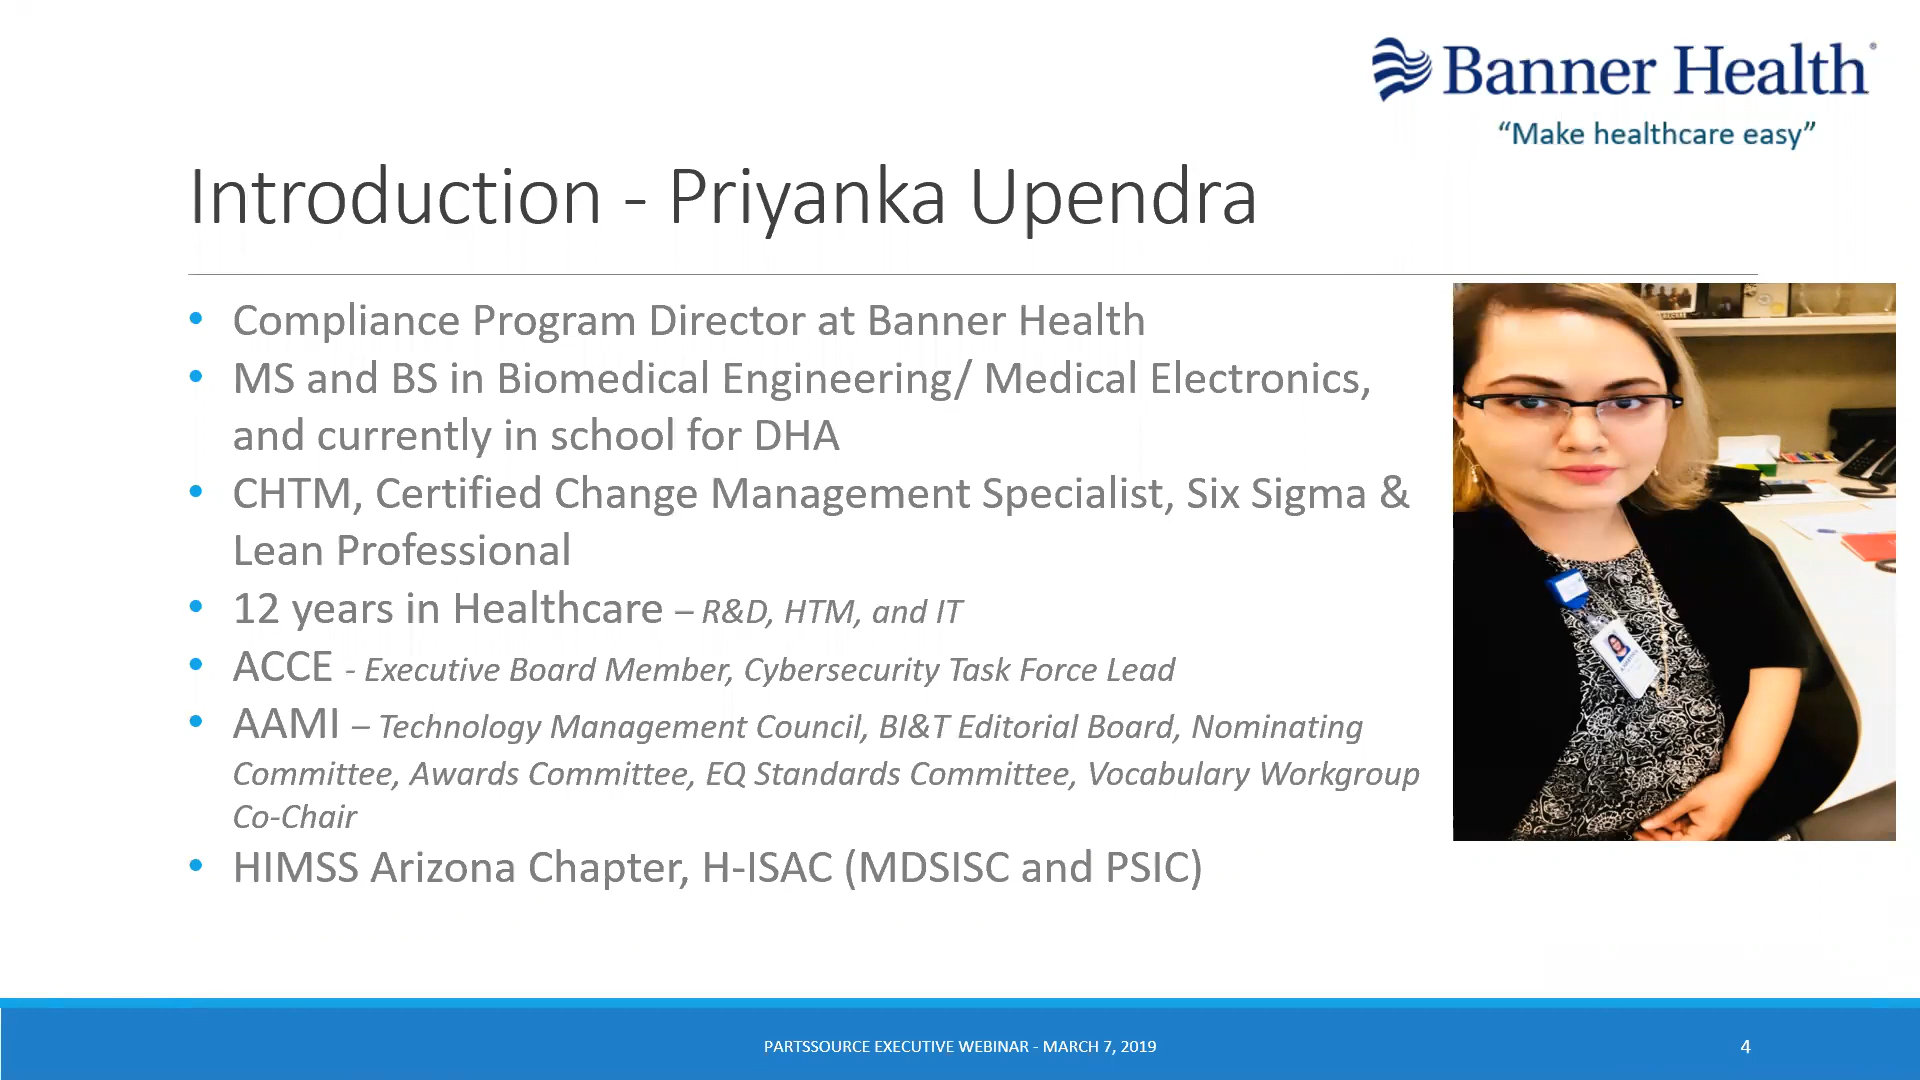 Banner Health®
“Make healthcare easy”
Introduction - Priyanka Upendra
• Compliance Program Director at Banner Health
• MS and BS in Biomedical Engineering/ Medical Electronics,
and currently in school for DHA
• CHTM, Certified Change Management Specialist, Six Sigma &
Lean Professional
• 12 years in Healthcare – R&D, HTM, and IT
• ACCE - Executive Board Member, Cybersecurity Task Force Lead
• AAMI – Technology Management Council, BI&T Editorial Board, Nominating
Committee, Awards Committee, EQ Standards Committee, Vocabulary Workgroup
Co-Chair
• HIMSS Arizona Chapter, H-ISAC (MDSISC and PSIC)
PARTSSOURCE EXECUTIVE WEBINAR - MARCH 7, 2019
4